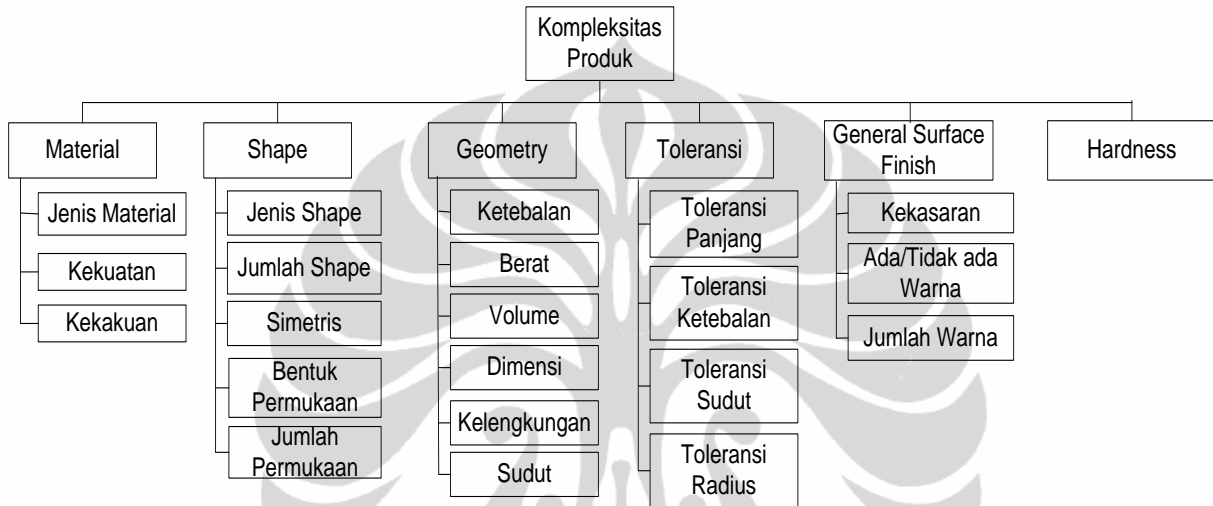 Kompleksitas
Produk
Material
Shape
Geometry
Toleransi
General Surface
Finish
Hardness
Jenis Material
Kekuatan
Kekakuan
Jenis Shape
Jumlah Shape
Simetris
Bentuk
Permukaan
Jumlah
Permukaan
Ketebalan
Berat
Volume
Dimensi
Kelengkungan
Sudut
Toleransi
Panjang
Toleransi
Ketebalan
Toleransi
Sudut
Toleransi
Radius
Kekasaran
Ada/Tidak ada
Warna
Jumlah Warna